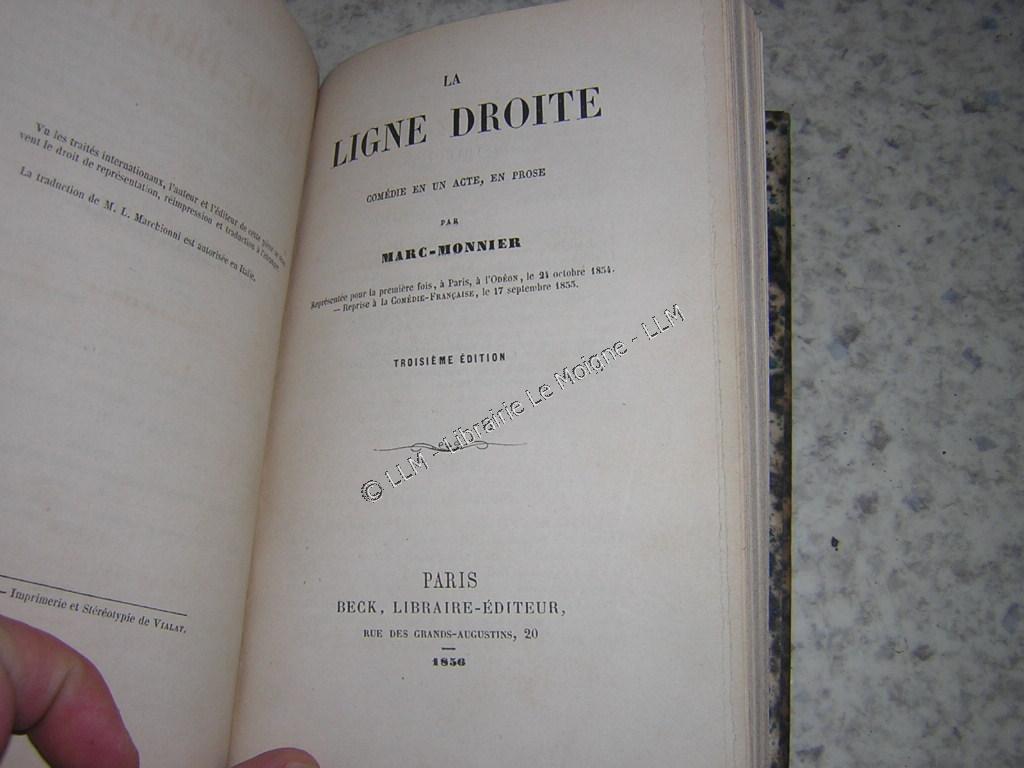 Vu les traités internationaux, l'auteur et l'éditeur de cette pièce se
vent le droit de représentation, réimpression et traduction à l'étranger
La traduction de M. L. Marchionni est autorisée en Italie.
— Imprimerie et Stéréotypie de VIALAT.
LA
LIGNE DROITE
COMÉDIE EN UN ACTE, EN PROSE
PAR
MARC-MONNIER
Représentée pour la première fois, à Paris, à l'ODÉON, le 24 octobre 1854.
— Reprise à la COMÉDIE-FRANÇAISE, le 17 septembre 1855.
TROISIÈME ÉDITION
© LLM - Librairie Le Moigne - LLM
PARIS
BECK, LIBRAIRE-ÉDITEUR,
RUE DES GRANDS-AUGUSTINS, 20
1856